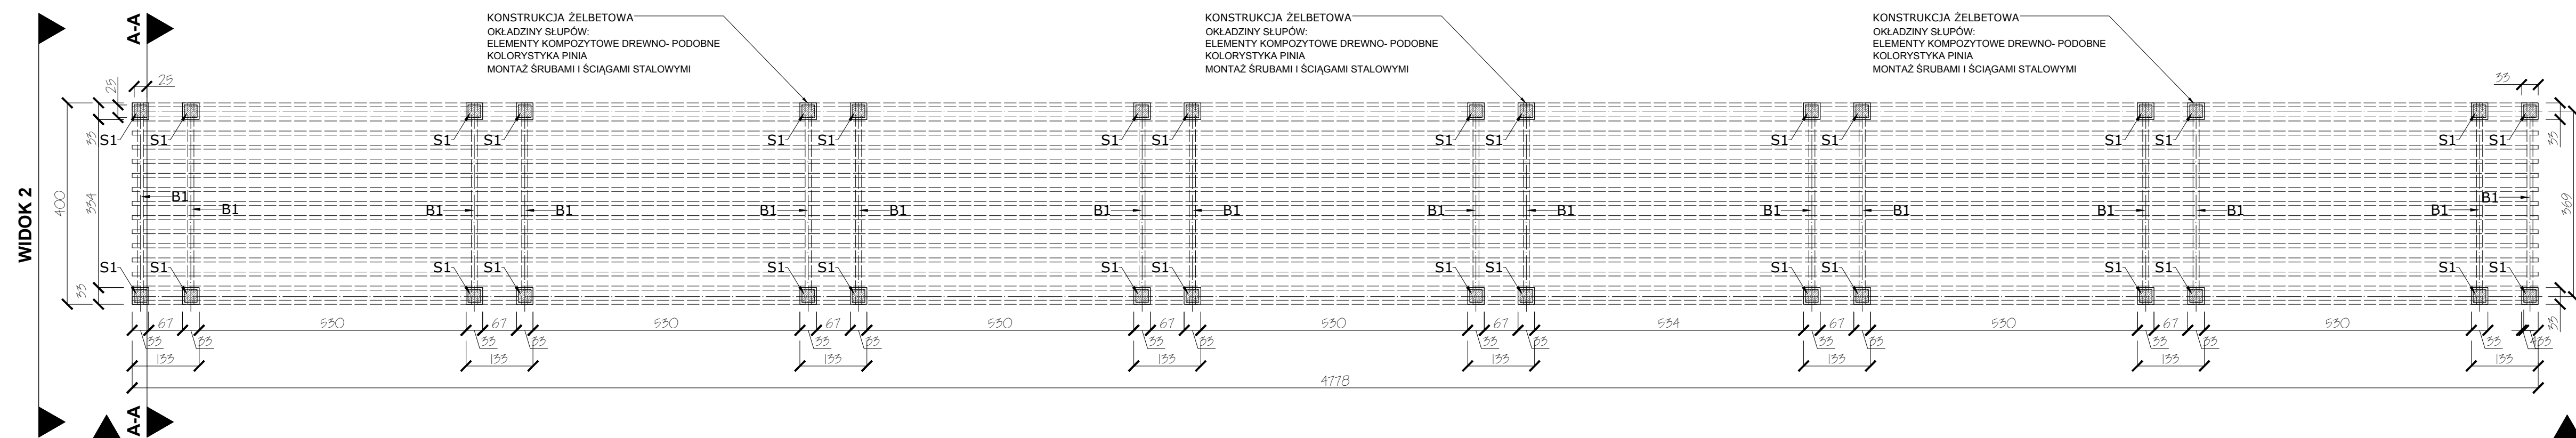 KONSTRUKCJA ŻELBETOWA
OKŁADZINY SŁUPÓW:
ELEMENTY KOMPOZYTOWE DREWNO- PODOBNE
KOLORYSTYKA PINIA
MONTAŻ ŚRUBAMI I ŚCIĄGAMI STALOWYMI
KONSTRUKCJA ŻELBETOWA
OKŁADZINY SŁUPÓW:
ELEMENTY KOMPOZYTOWE DREWNO- PODOBNE
KOLORYSTYKA PINIA
MONTAŻ ŚRUBAMI I ŚCIĄGAMI STALOWYMI
KONSTRUKCJA ŻELBETOWA
OKŁADZINY SŁUPÓW:
ELEMENTY KOMPOZYTOWE DREWNO- PODOBNE
KOLORYSTYKA PINIA
MONTAŻ ŚRUBAMI I ŚCIĄGAMI STALOWYMI
A-A
25
25
33
33
S1 S1 S1 S1 S1 S1 S1 S1 S1 S1 S1 S1 S1 S1 S1 S1
33
WIDOK 2
400
334
B1 B1 B1 B1 B1 B1 B1 B1 B1 B1 B1 B1 B1 B1 B1 B1
369
S1 S1 S1 S1 S1 S1 S1 S1 S1 S1 S1 S1 S1 S1 S1 S1
33
33
67 530 67 530 67 530 67 530 67 534 67 530 67 530
33 33 33 33 33 33 33 33 33 33 33 33 33 33 33 33
133 133 133 133 133 133 133 133
4778
A-A